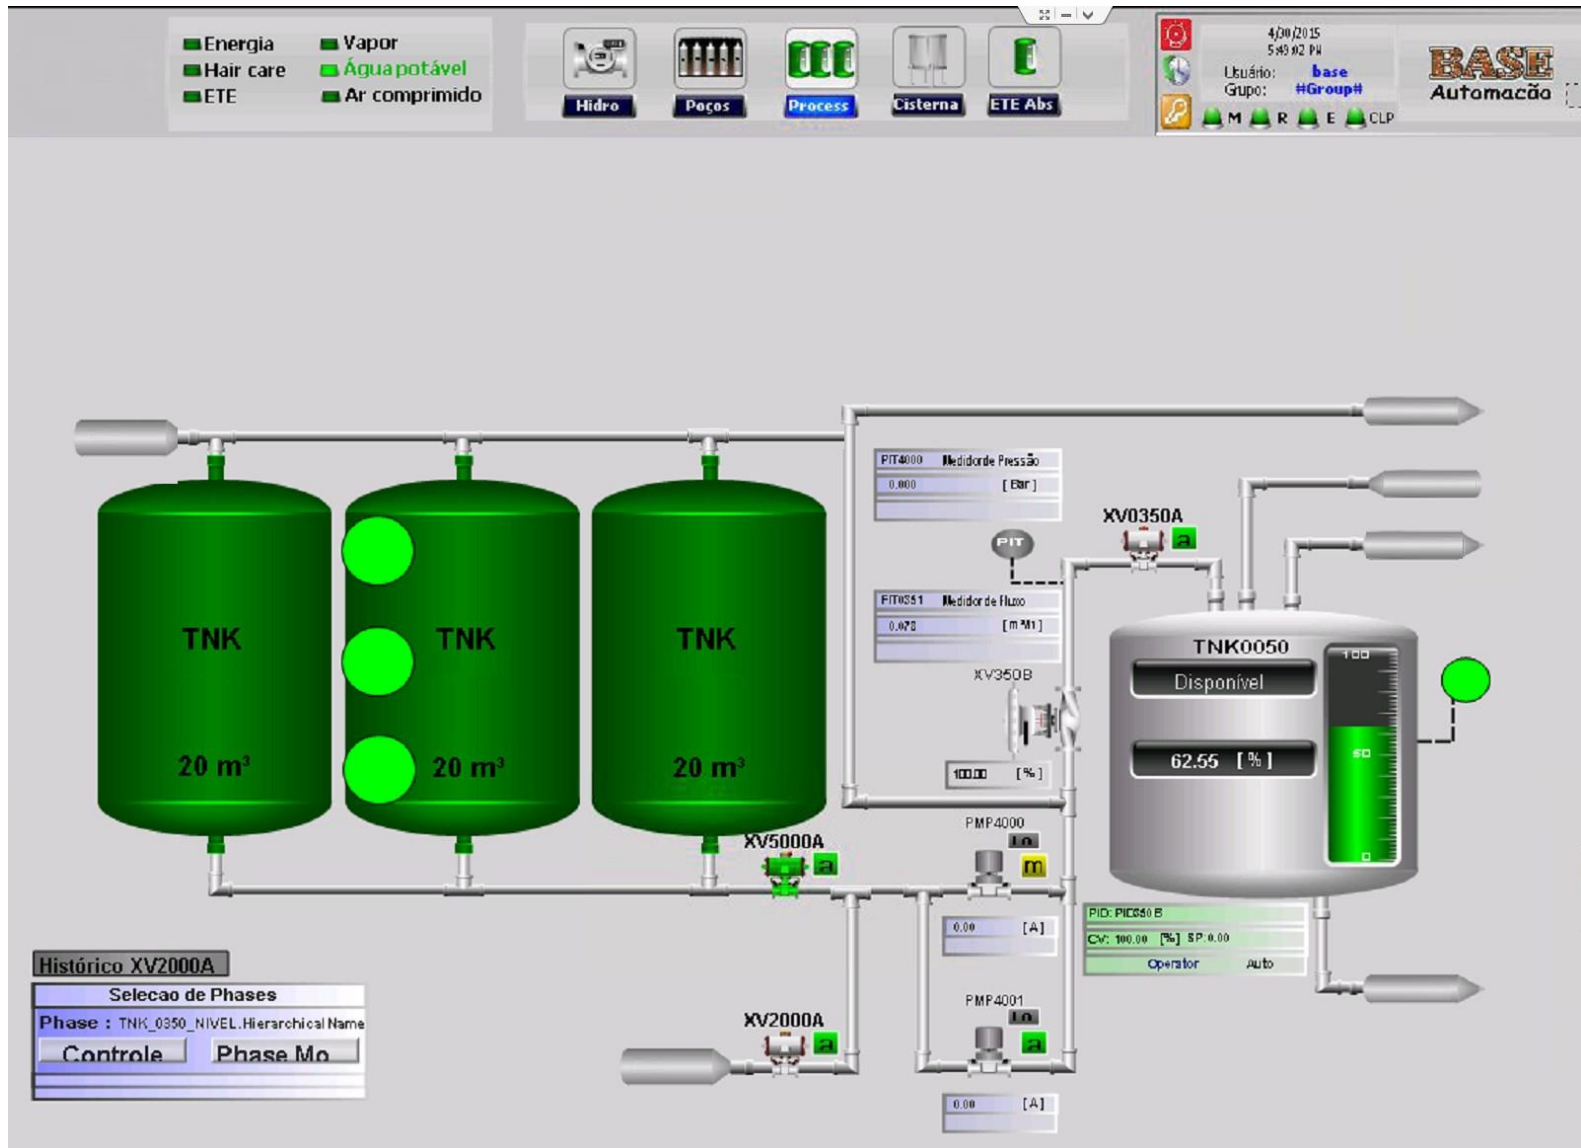 Energia
Hair care
ETE
Vapor
Água potável
Ar comprimido
Hidro
Poços
Process
Cisterna
ETE Abs
4/30/2015
Usuário: base
Grupo: #Group#
M R E CLP
BASE
Automacão
PIT4000 Medidor de Pressão
0.000 [ Bar ]
XV0350A
a
PIT
FIT0351 Medidor de Fluxo
XV350B
100.00 [ % ]
TNK
20 m³
TNK
20 m³
TNK
20 m³
TNK0050
Disponível
62.55 [ % ]
100
50
0
XV5000A
a
PMP4000
Lo
m
0.00 [ A ]
PID:
CV: 100.00 [%] SP:0.00
Operator Auto
PMP4001
Lo
a
0.00 [ A ]
XV2000A
a
Histórico XV2000A
Selecao de Phases
Phase : TNK_0350_NIVEL.HierarchicalName
Controle
Phase Mo